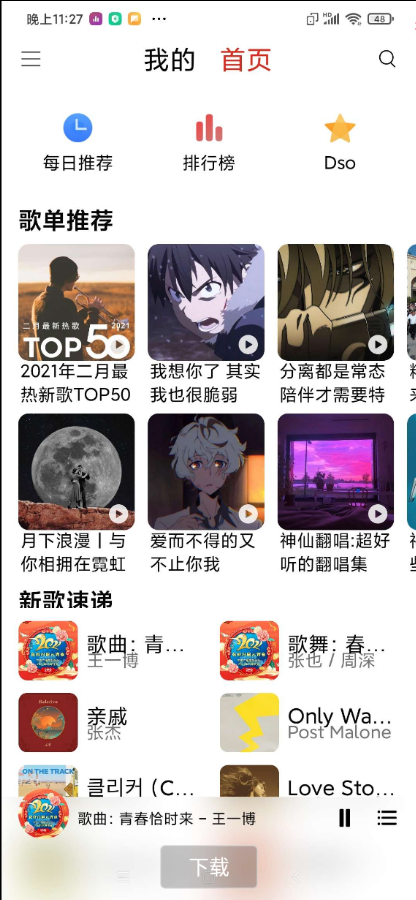 晚上11:27
HD
48
我的 首页
每日推荐 排行榜 Dso
歌单推荐
二月最新热歌 2021
TOP50
2021年二月最
热新歌TOP50
我想你了 其实
我也很脆弱
分离都是常态
陪伴才需要特
月下浪漫丨与
你相拥在霓虹
爱而不得的又
不止你我
神仙翻唱:超好
听的翻唱集
新歌速递
歌曲: 青...
王一博
歌舞: 春...
张也 / 周深
亲戚
张杰
Only Wa...
Post Malone
ON THE TRACK
클리커 (C...
Love Sto...
歌曲: 青春恰时来 - 王一博
下载